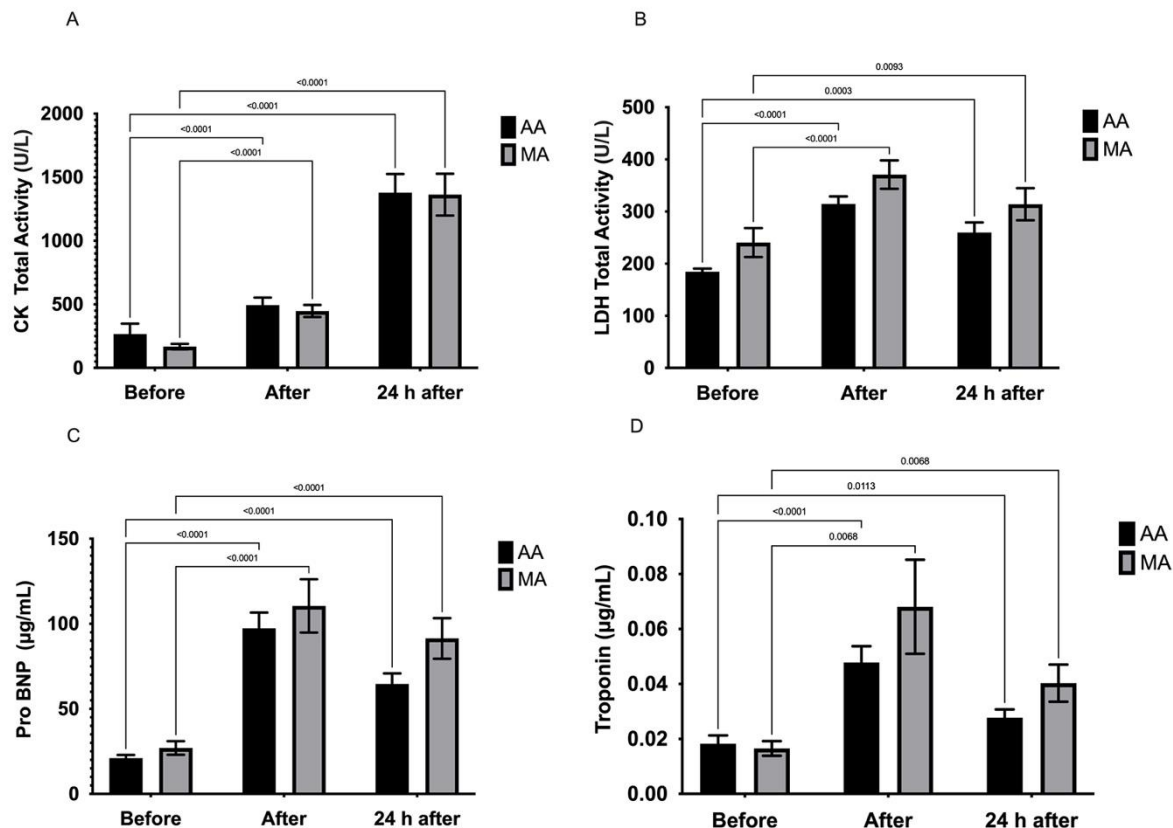 A
<0.0001
<0.0001
<0.0001
<0.0001
2000
1500
1000
500
0
CK Total Activity (U/L)
Before
After
24 h after
AA
MA
B
0.0093
0.0003
<0.0001
<0.0001
500
400
300
200
100
0
LDH Total Activity (U/L)
Before
After
24 h after
AA
MA
C
<0.0001
<0.0001
<0.0001
<0.0001
150
100
50
0
Pro BNP (µg/mL)
Before
After
24 h after
AA
MA
D
0.0068
0.0113
<0.0001
0.0068
0.10
0.08
0.06
0.04
0.02
0.00
Troponin (µg/mL)
Before
After
24 h after
AA
MA